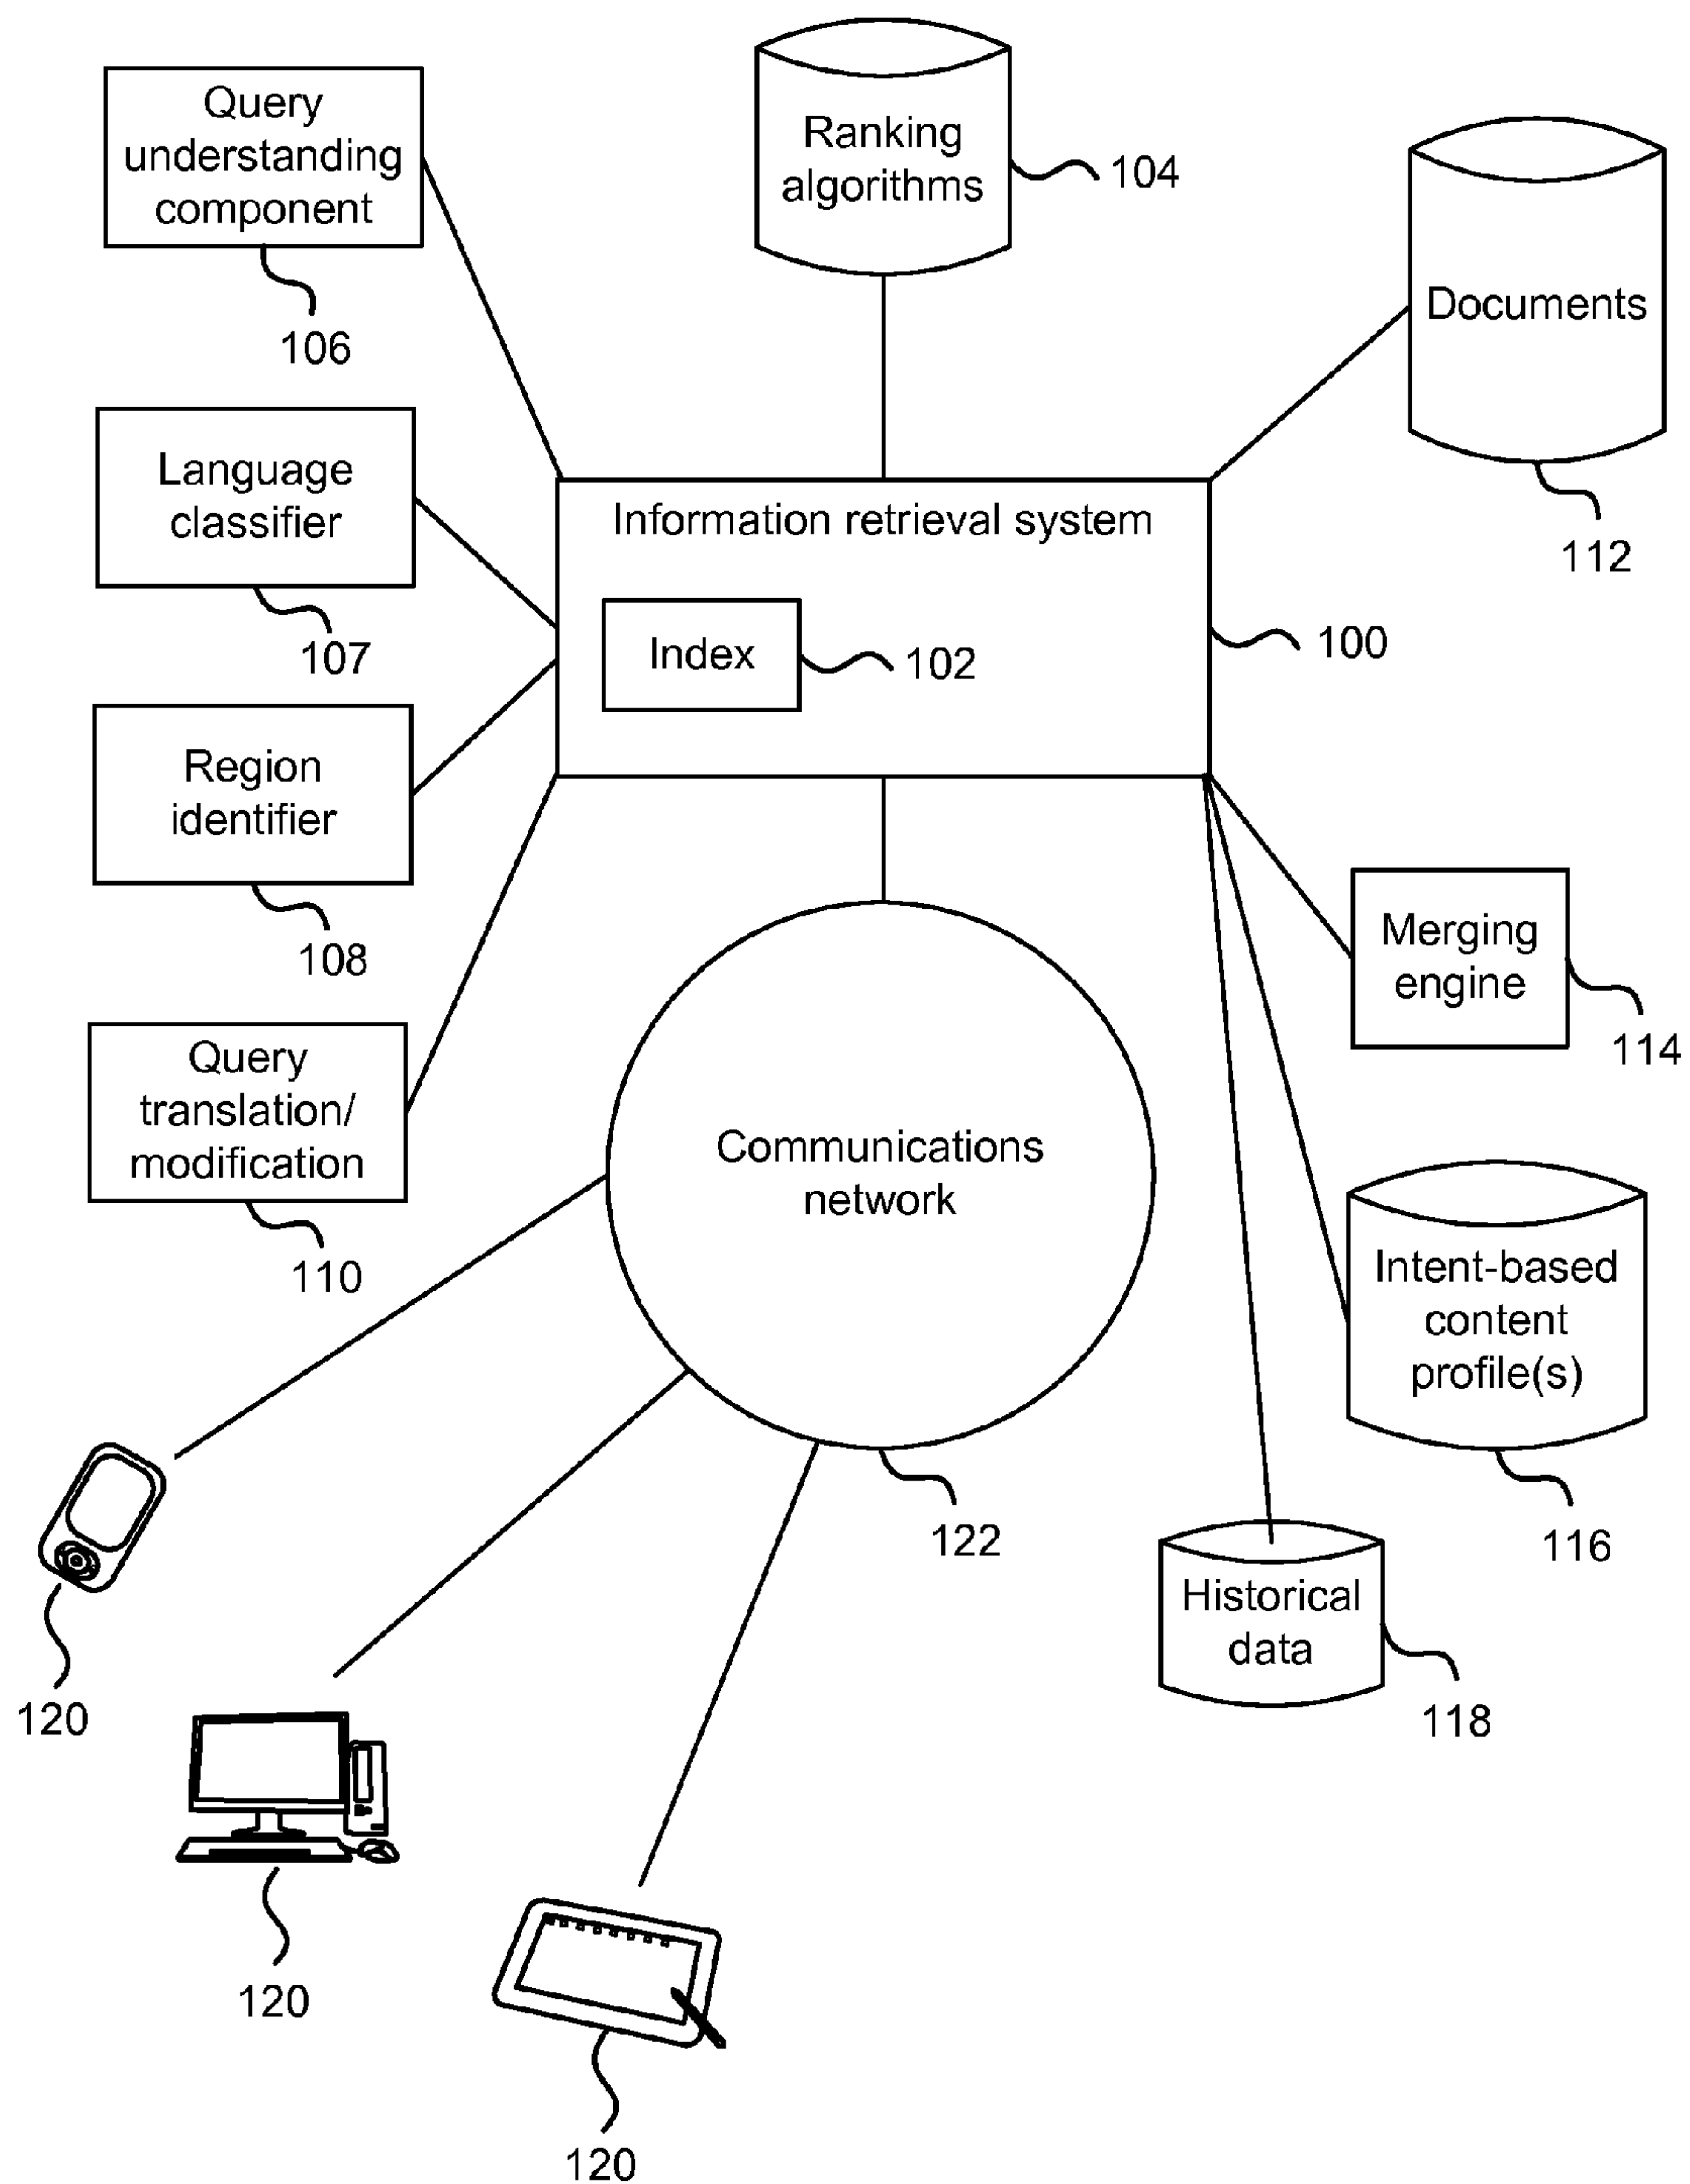 Query
understanding
component
106
Ranking
algorithms
104
Documents
112
Language
classifier
107
Information retrieval system
Index
102
100
Region
identifier
108
Merging
engine
114
Query
translation/
modification
110
Communications
network
122
Intent-based
content
profile(s)
116
Historical
data
118
120
120
120